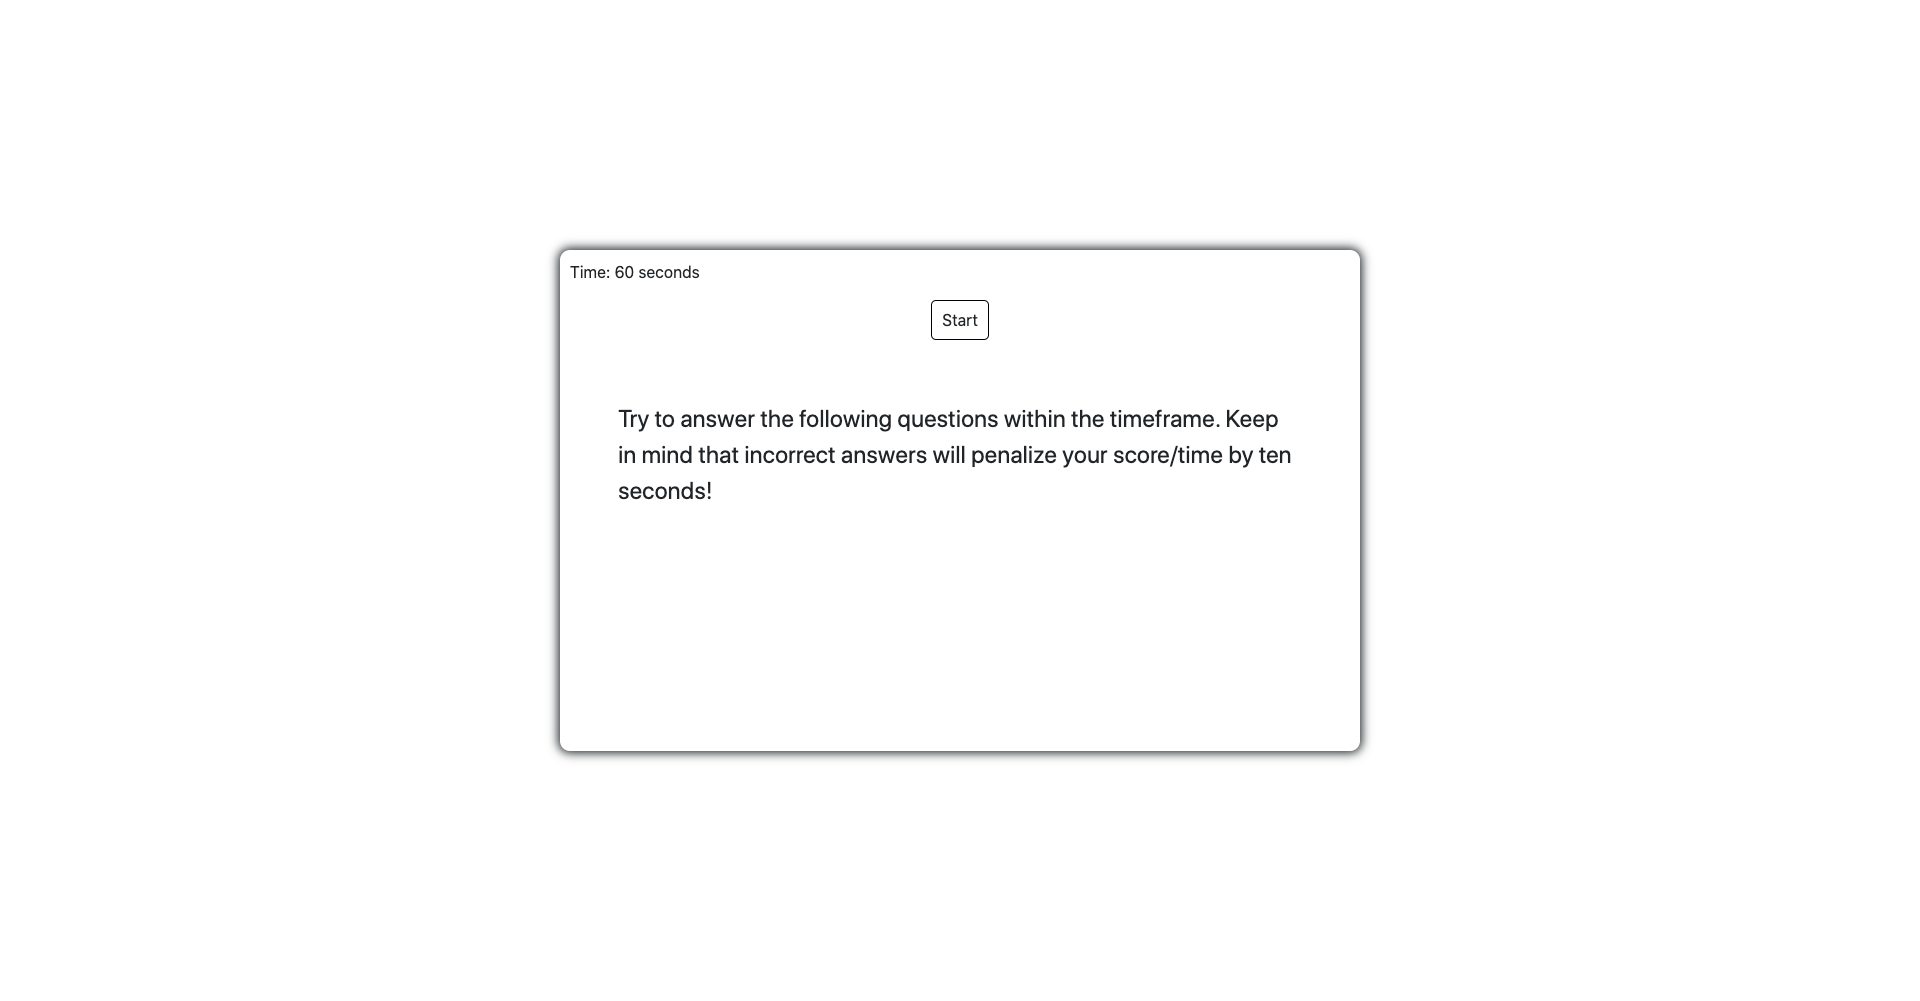 Time: 60 seconds
Start
Try to answer the following questions within the timeframe. Keep
in mind that incorrect answers will penalize your score/time by ten
seconds!